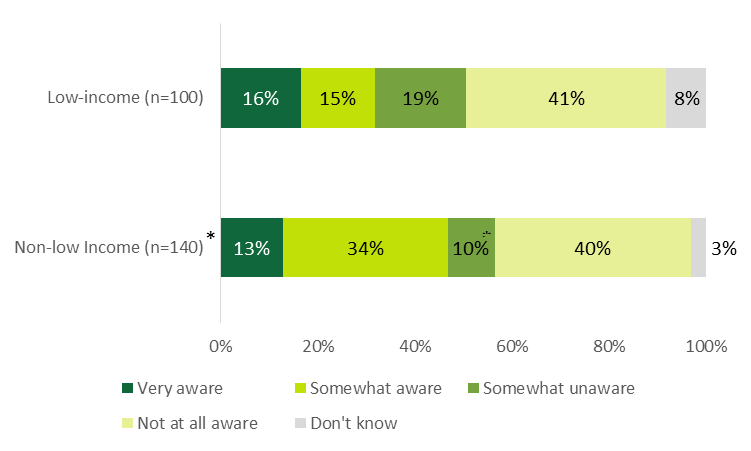 Low-income (n=100) 16% 15% 19% 41% 8%
Non-low Income (n=140)* 13% 34% 10%* 40% 3%
0% 20% 40% 60% 80% 100%
Very aware Somewhat aware Somewhat unaware
Not at all aware Don't know